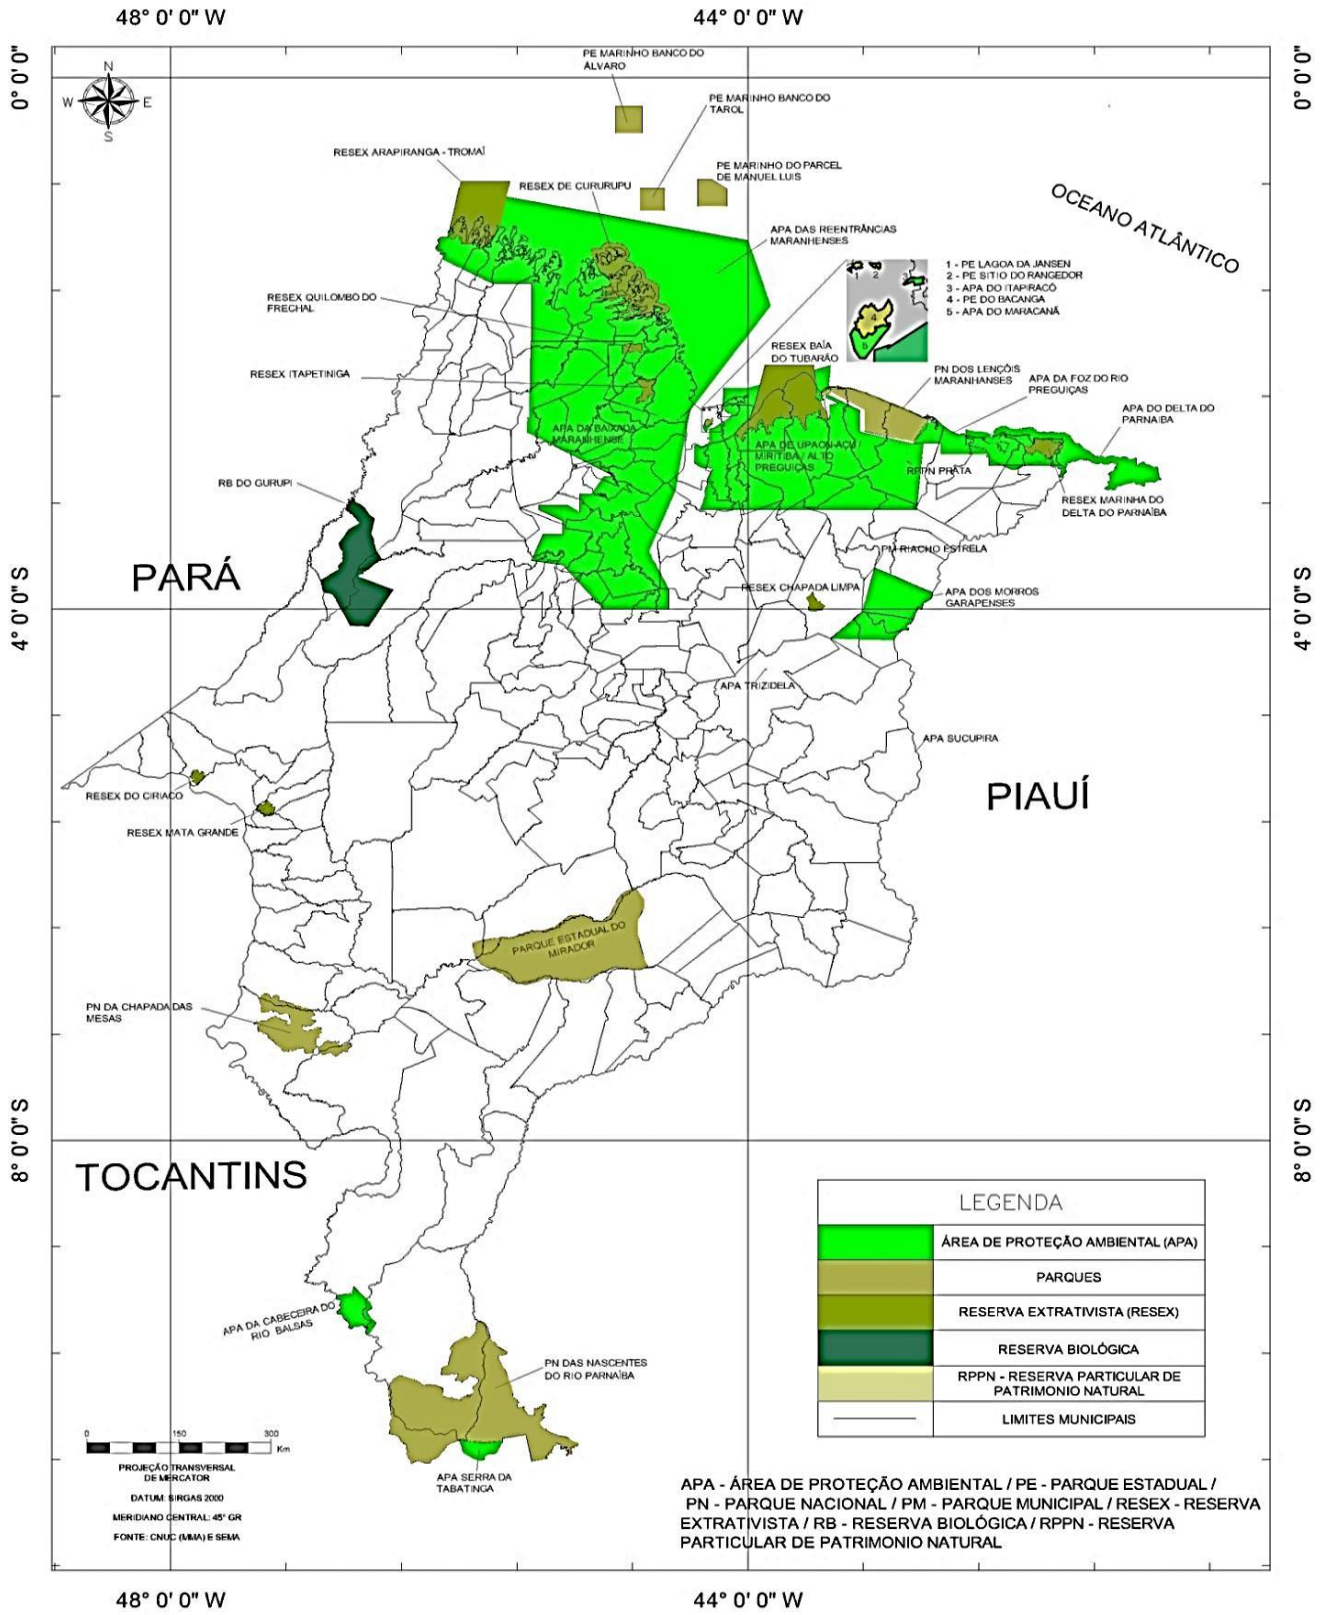 48° 0' 0" W
44° 0' 0" W
0° 0' 0"
0° 0' 0"
N
W
E
S
PE MARINHO BANCO DO
ÁLVARO
PE MARINHO BANCO DO
TAROL
RESEX ARAPIRANGA - TROMAÍ
PE MARINHO DO PARCEL
DE MANUEL LUIS
RESEX DE CURURUPU
OCEANO ATLÂNTICO
APA DAS REENTRÂNCIAS
MARANHENSES
1 - PE LAGOA DA JANSEN
2 - PE SITIO DO RANGEDOR
3 - APA DO ITAPIRACÓ
4 - PE DO BACANGA
5 - APA DO MARACANÃ
1
2
3
4
5
RESEX QUILOMBO DO
FRECHAL
RESEX BAÍA
DO TUBARÃO
RESEX ITAPETINIGA
PN DOS LENÇÓIS
MARANHANSES
APA DA FOZ DO RIO
PREGUIÇAS
APA DO DELTA DO
PARNAÍBA
APA DA BAIXADA
MARANHENSE
APA DE UPAON-AÇU
MIRITIBA / ALTO
PREGUIÇAS
RPPN PRATA
RB DO GURUPI
RESEX MARINHA DO
DELTA DO PARNAÍBA
PM RIACHO ESTRELA
PARÁ
RESEX CHAPADA LIMPA
APA DOS MORROS
GARAPENSES
4° 0' 0" S
4° 0' 0" S
APA TRIZIDELA
APA SUCUPIRA
PIAUÍ
RESEX DO CIRIACO
RESEX MATA GRANDE
PARQUE ESTADUAL DO
MIRADOR
PN DA CHAPADA DAS
MESAS
8° 0' 0" S
8° 0' 0" S
TOCANTINS
LEGENDA
ÁREA DE PROTEÇÃO AMBIENTAL (APA)
PARQUES
RESERVA EXTRATIVISTA (RESEX)
RESERVA BIOLÓGICA
RPPN - RESERVA PARTICULAR DE
PATRIMONIO NATURAL
LIMITES MUNICIPAIS
APA DA CABECEIRA DO
RIO BALSAS
PN DAS NASCENTES
DO RIO PARNAÍBA
APA SERRA DA
TABATINGA
0 150 300
Km
PROJEÇÃO TRANSVERSAL
DE MERCATOR
DATUM: SIRGAS 2000
MERIDIANO CENTRAL: 45° GR
FONTE: CNUC (MMA) E SEMA
APA - ÁREA DE PROTEÇÃO AMBIENTAL / PE - PARQUE ESTADUAL /
PN - PARQUE NACIONAL / PM - PARQUE MUNICIPAL / RESEX - RESERVA
EXTRATIVISTA / RB - RESERVA BIOLÓGICA / RPPN - RESERVA
PARTICULAR DE PATRIMONIO NATURAL
48° 0' 0" W
44° 0' 0" W